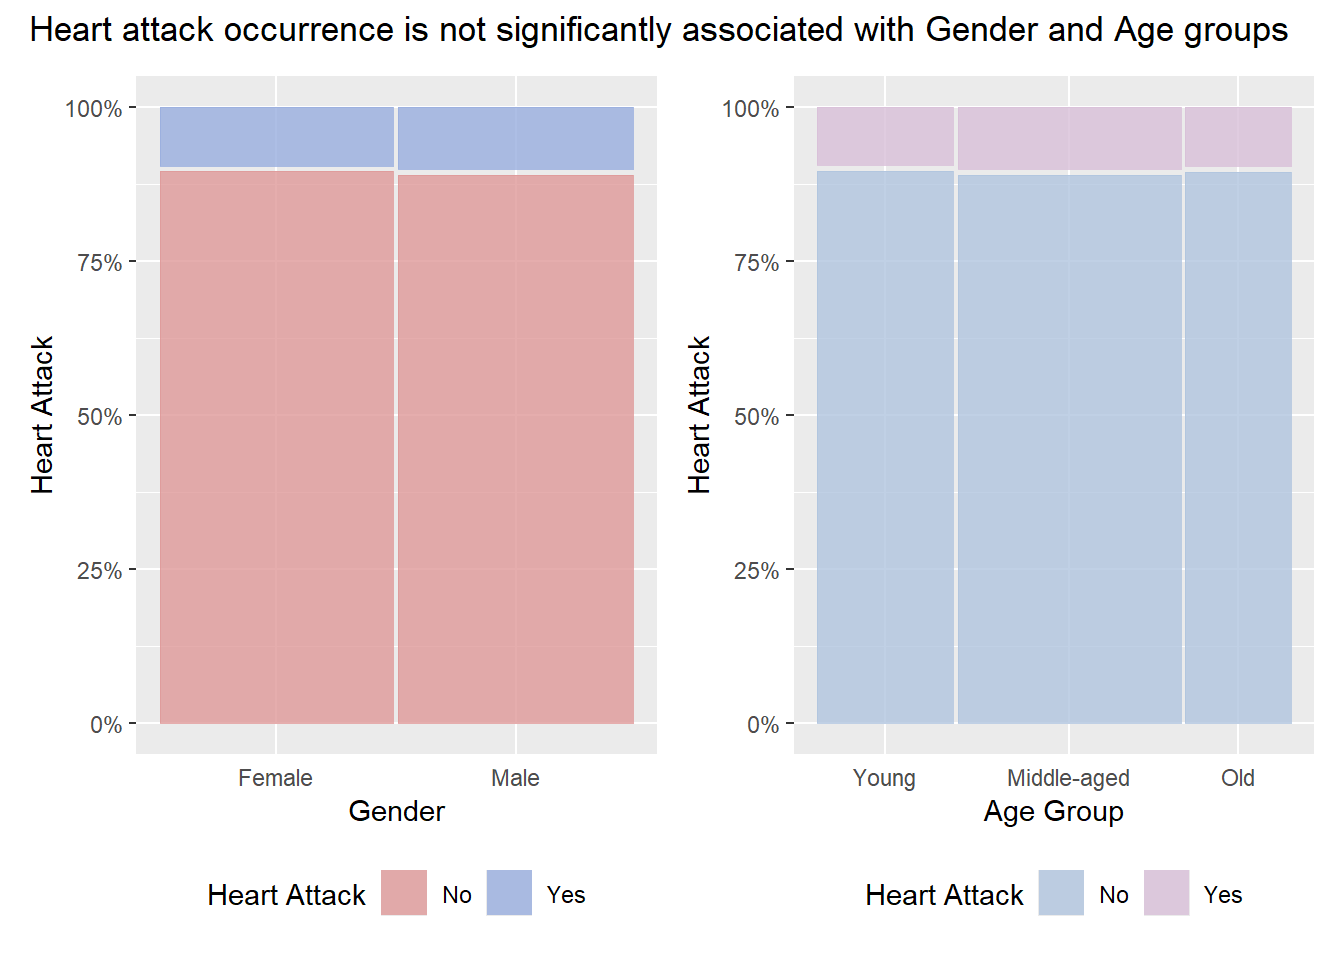 Heart attack occurrence is not significantly associated with Gender and Age groups
Heart Attack
100%
75%
50%
25%
0%
Female Male
Gender
Heart Attack No Yes
Heart Attack
100%
75%
50%
25%
0%
Young Middle-aged Old
Age Group
Heart Attack No Yes